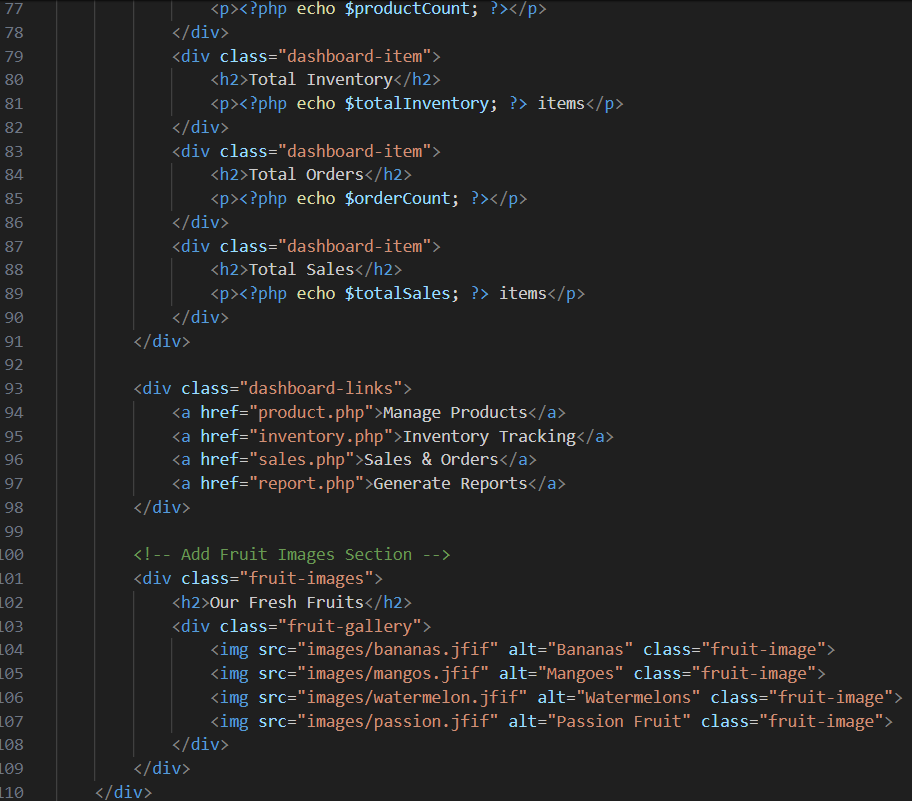 77 <p><?php echo $productCount; ?></p>
78 </div>
79 <div class="dashboard-item">
80 <h2>Total Inventory</h2>
81 <p><?php echo $totalInventory; ?> items</p>
82 </div>
83 <div class="dashboard-item">
84 <h2>Total Orders</h2>
85 <p><?php echo $orderCount; ?></p>
86 </div>
87 <div class="dashboard-item">
88 <h2>Total Sales</h2>
89 <p><?php echo $totalSales; ?> items</p>
90 </div>
91 </div>
92
93 <div class="dashboard-links">
94 <a href="product.php">Manage Products</a>
95 <a href="inventory.php">Inventory Tracking</a>
96 <a href="sales.php">Sales & Orders</a>
97 <a href="report.php">Generate Reports</a>
98 </div>
99
100 <!-- Add Fruit Images Section -->
101 <div class="fruit-images">
102 <h2>Our Fresh Fruits</h2>
103 <div class="fruit-gallery">
104 <img src="images/bananas.jfif" alt="Bananas" class="fruit-image">
105 <img src="images/mangos.jfif" alt="Mangoes" class="fruit-image">
106 <img src="images/watermelon.jfif" alt="Watermelons" class="fruit-image">
107 <img src="images/passion.jfif" alt="Passion Fruit" class="fruit-image">
108 </div>
109 </div>
110 </div>